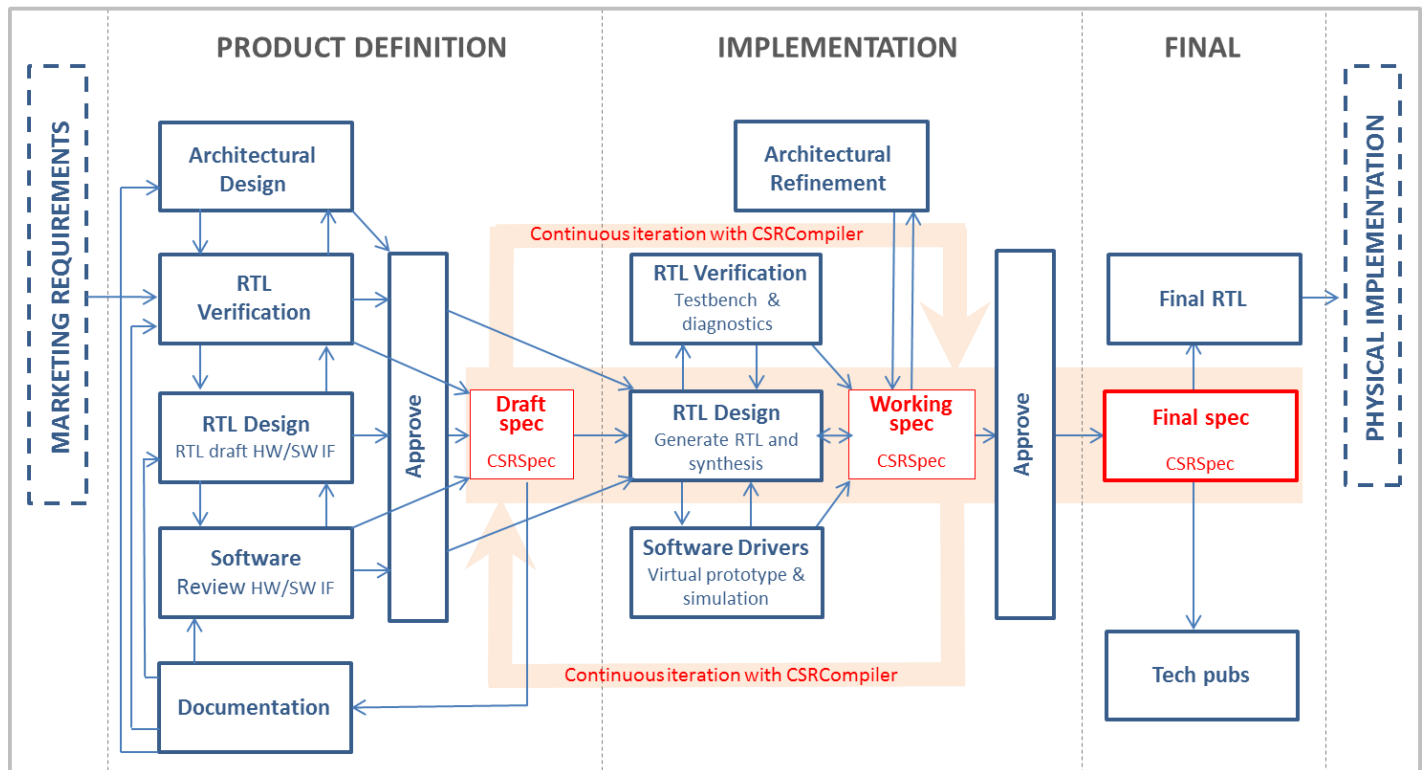 PRODUCT DEFINITION
IMPLEMENTATION
FINAL
MARKETING REQUIREMENTS
Architectural
Design
RTL
Verification
RTL Design
RTL draft HW/SW IF
Software
Review HW/SW IF
Documentation
Approve
Draft
spec
CSRSpec
Continuous iteration with CSRCompiler
Architectural
Refinement
RTL Verification
Testbench &
diagnostics
RTL Design
Generate RTL and
synthesis
Software Drivers
Virtual prototype &
simulation
Working
spec
CSRSpec
Continuous iteration with CSRCompiler
Approve
Final RTL
Final spec
CSRSpec
Tech pubs
PHYSICAL IMPLEMENTATION